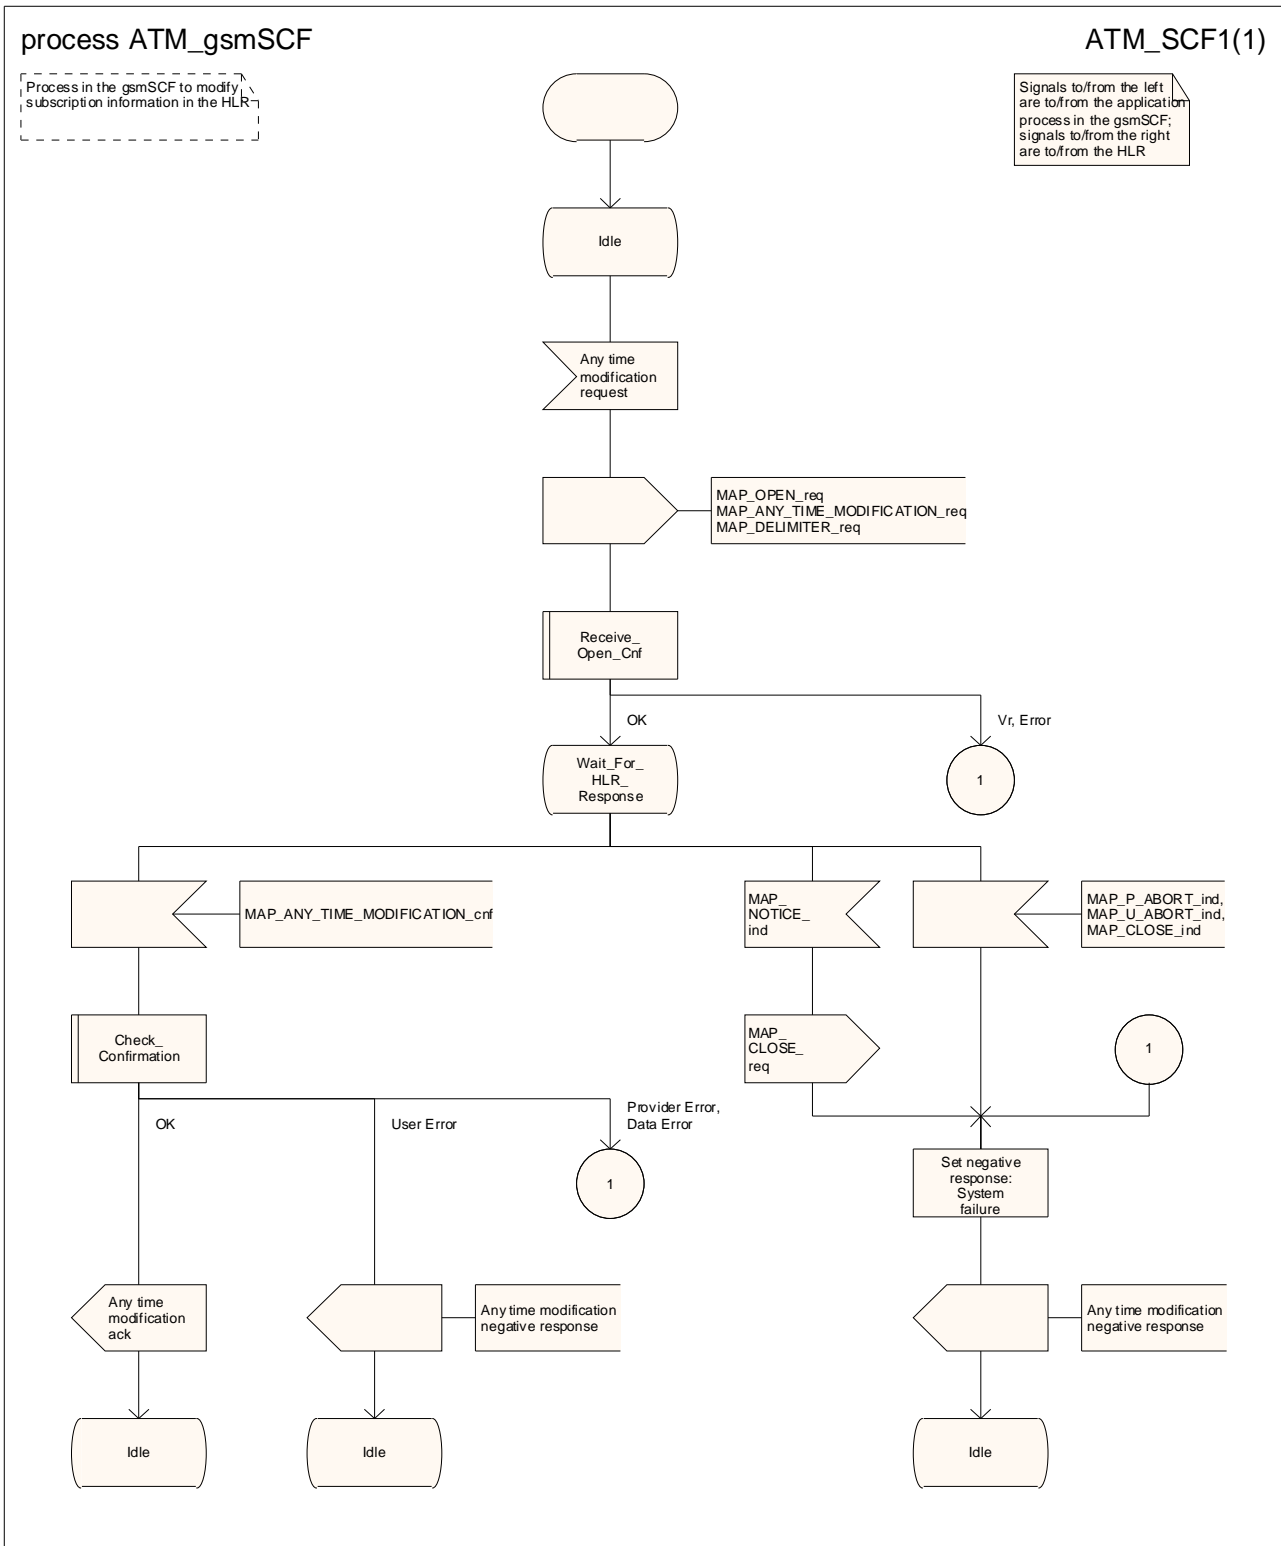 process ATM_gsmSCF
ATM_SCF1(1)
Process in the gsmSCF to modify
subscription information in the HLR
Signals to/from the left
are to/from the application
process in the gsmSCF;
signals to/from the right
are to/from the HLR
Idle
Any time
modification
request
MAP_OPEN_req
MAP_ANY_TIME_MODIFICATION_req
MAP_DELIMITER_req
Receive_
Open_Cnf
OK
Vr, Error
Wait_For_
HLR_
Response
1
MAP_ANY_TIME_MODIFICATION_cnf
MAP_
NOTICE_
ind
MAP_P_ABORT_ind,
MAP_U_ABORT_ind,
MAP_CLOSE_ind
Check_
Confirmation
MAP_
CLOSE_
req
1
OK
User Error
Provider Error,
Data Error
1
Set negative
response:
System
failure
Any time
modification
ack
Any time modification
negative response
Any time modification
negative response
Idle
Idle
Idle